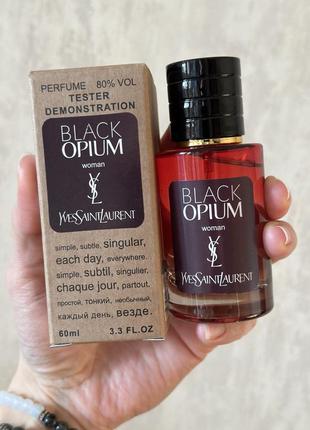 PERFUME 80% VOL
TESTER
DEMONSTRATION
BLACK
OPIUM
woman
YSL
YVESSAINTLAURENT
simple, subtle, singular,
each day, everywhere.
simple, subtil, singulier,
chaque jour, partout.
простой, тонкий, необычный,
каждый день, везде.
60ml 3.3 FL.OZ
BLACK
OPIUM
woman
YSL
YVESSAINTLAURENT